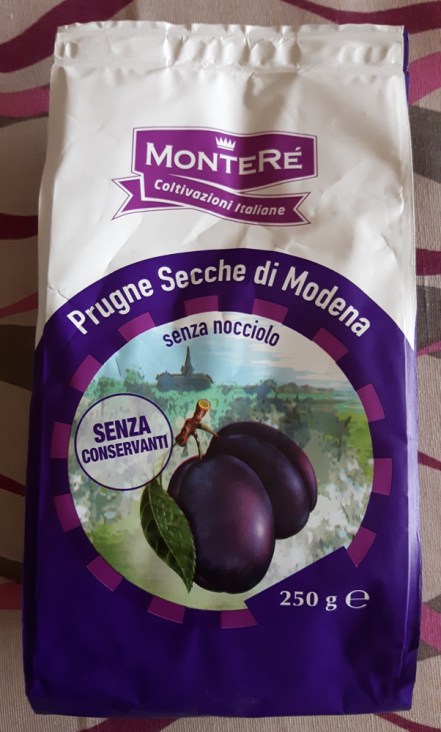 MONTERÉ
Coltivazioni Italiane
Prugne Secche di Modena
senza nocciolo
SENZA
CONSERVANTI
250 g ℮